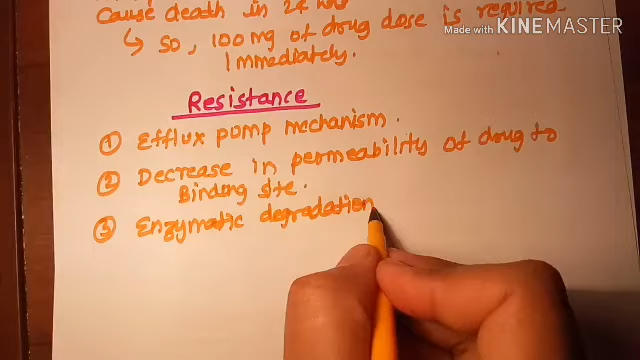 Cause death in 24 hour
Made with KINEMASTER
↳ So, 100 mg of drug dose is required
Immediately.
Resistance
① Efflux pump mechanism.
② Decrease in permeability of drug to
Binding site.
③ Enzymatic degradation